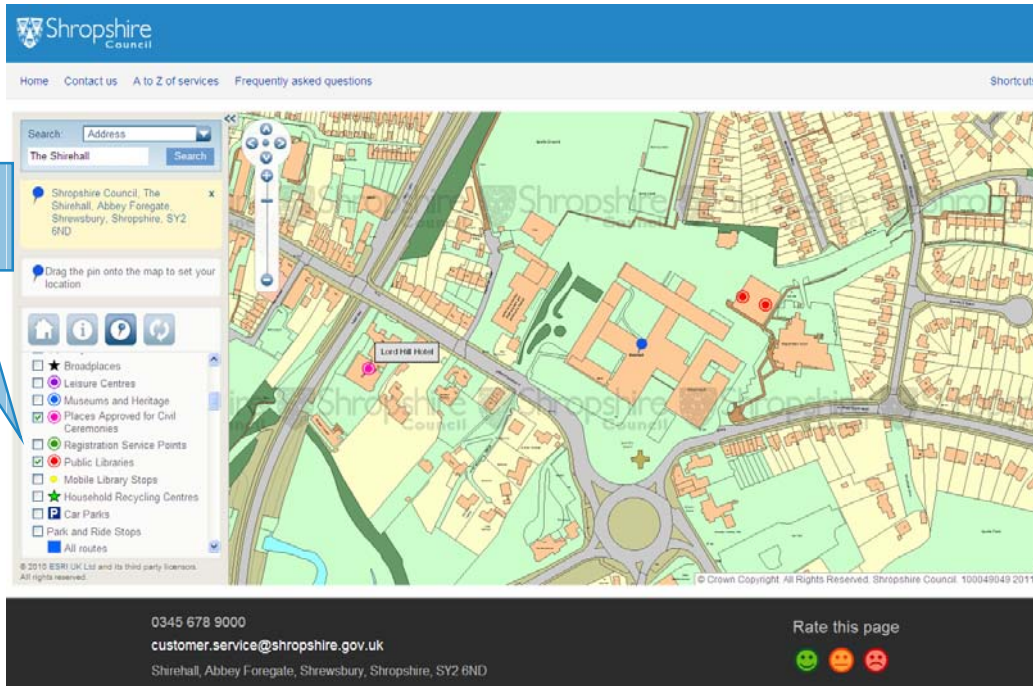 Shropshire
Council
Home Contact us A to Z of services Frequently asked questions
Shortcuts
Search: Address
The Shirehall Search
Shropshire Council, The
Shirehall, Abbey Foregate,
Shrewsbury, Shropshire, SY2
6ND
x
Drag the pin onto the map to set your
location
Broadplaces
Leisure Centres
Museums and Heritage
Places Approved for Civil
Ceremonies
Registration Service Points
Public Libraries
Mobile Library Stops
Household Recycling Centres
P Car Parks
Park and Ride Stops
All routes
© 2010 ESRI UK Ltd and its third party licensors.
All rights reserved.
Lord Hill Hotel
Shropshire
Council
© Crown Copyright. All Rights Reserved. Shropshire Council. 100049049 2011
0345 678 9000
customer.service@shropshire.gov.uk
Shirehall, Abbey Foregate, Shrewsbury, Shropshire, SY2 6ND
Rate this page